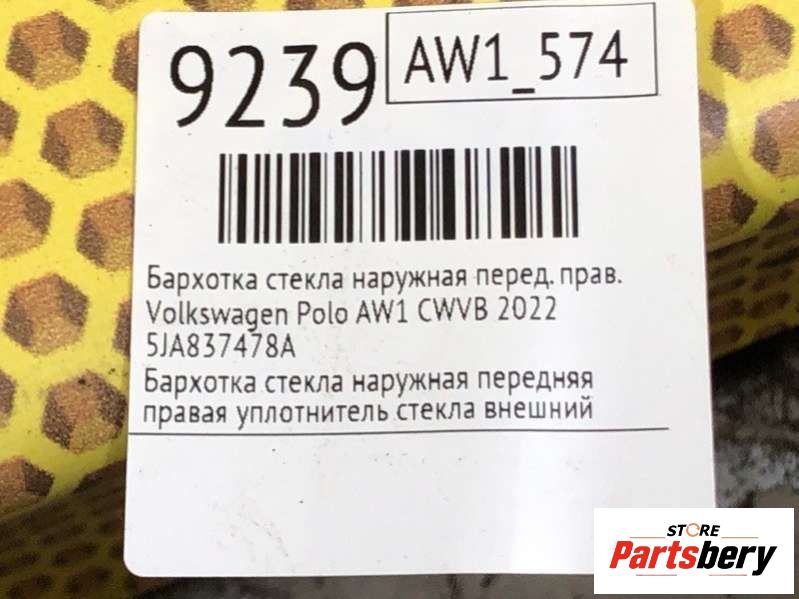 9239
AW1_574
Бархотка стекла наружная перед. прав.
Volkswagen Polo AW1 CWVB 2022
5JA837478A
Бархотка стекла наружная передняя
правая уплотнитель стекла внешний
STORE
Partsbery